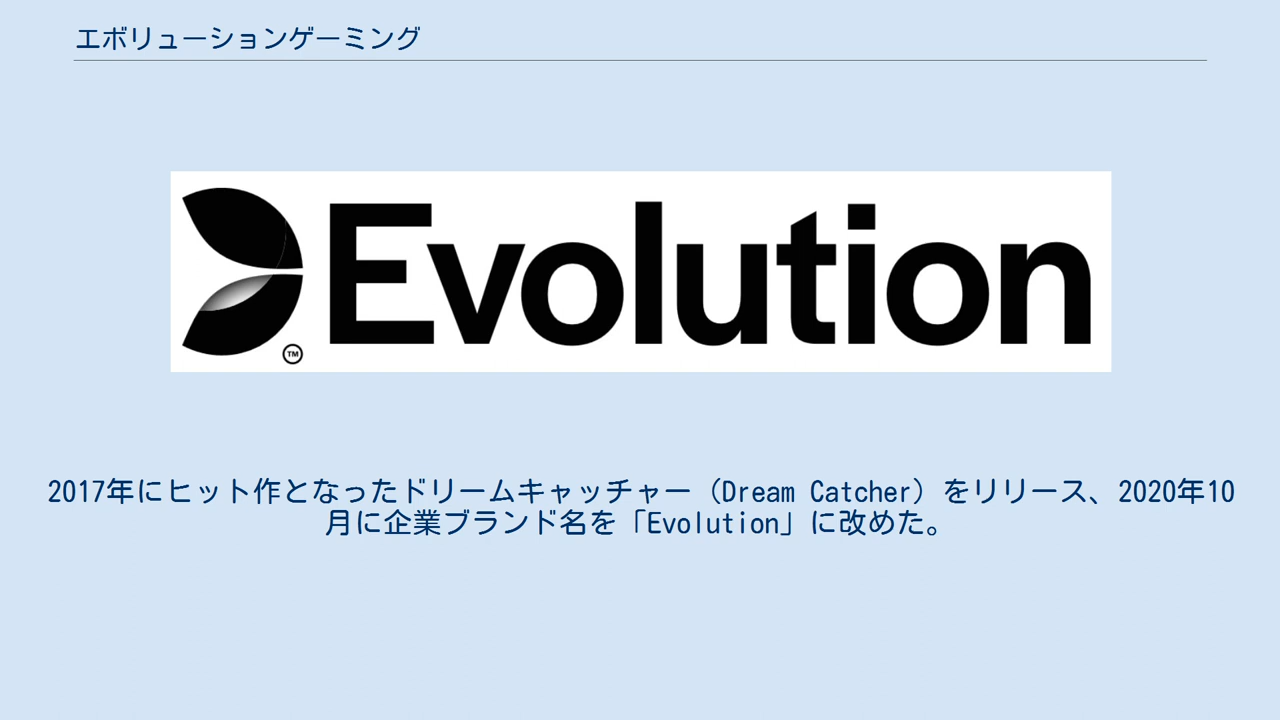 エボリューションゲーミング
Evolution
TM
2017年にヒット作となったドリームキャッチャー（Dream Catcher）をリリース、2020年10
月に企業ブランド名を「Evolution」に改めた。